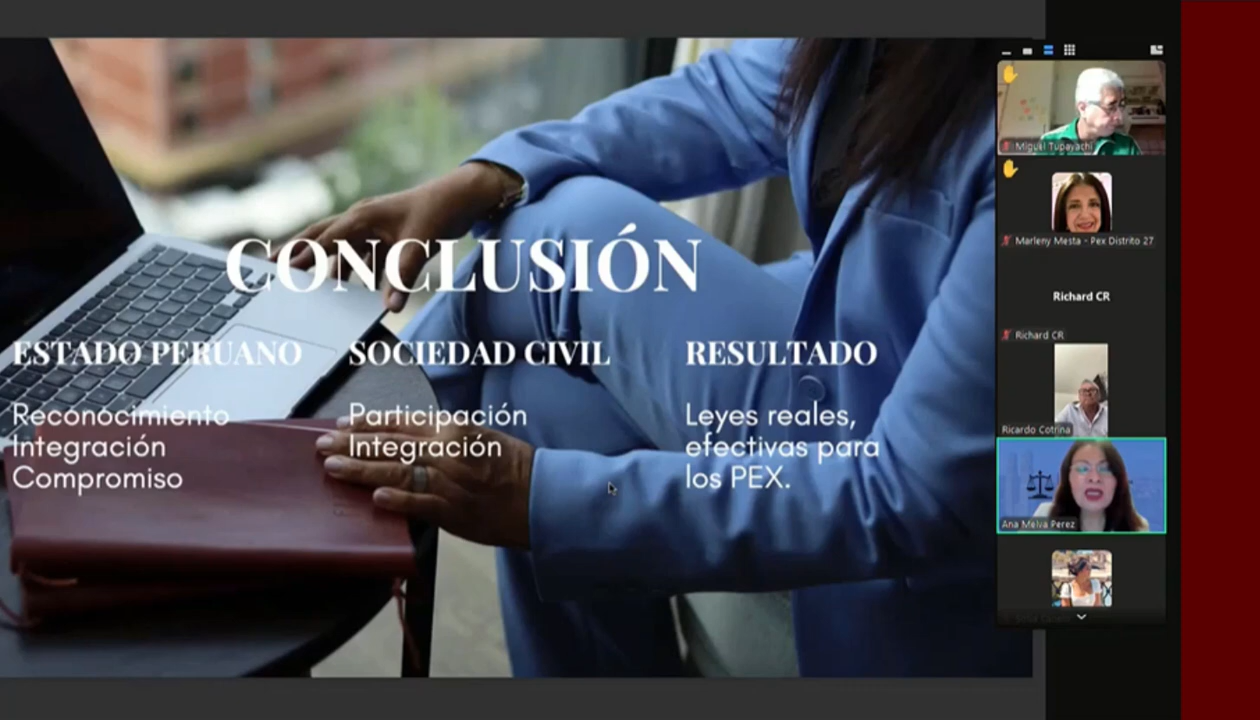 CONCLUSIÓN
ESTADO PERUANO
Reconocimiento
Integración
Compromiso
SOCIEDAD CIVIL
Participación
Integración
RESULTADO
Leyes reales,
efectivas para
los PEX.
Miguel Tupayachi
Marleny Mesta - Pex Distrito 27
Richard CR
Richard CR
Ricardo Cotrina
Ana Melva Perez